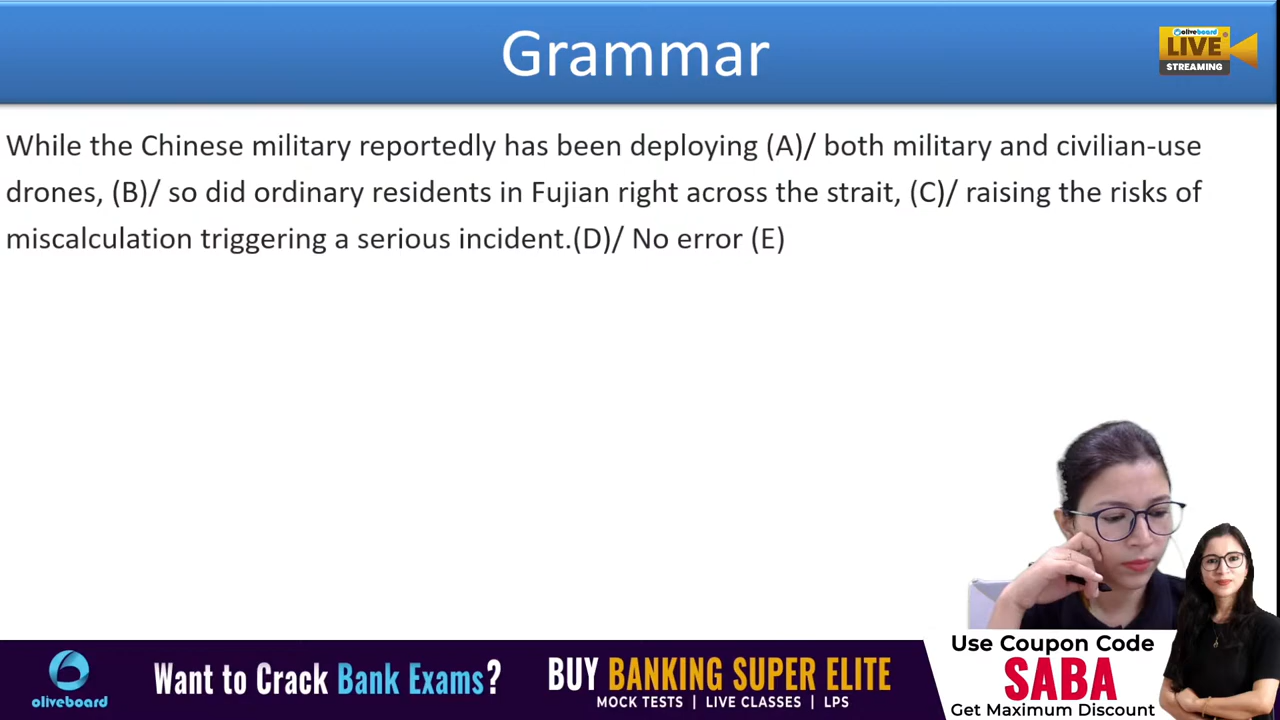 Grammar
oliveboard
LIVE
STREAMING
While the Chinese military reportedly has been deploying (A)/ both military and civilian-use
drones, (B)/ so did ordinary residents in Fujian right across the strait, (C)/ raising the risks of
miscalculation triggering a serious incident.(D)/ No error (E)
oliveboard
Want to Crack Bank Exams?
BUY BANKING SUPER ELITE
MOCK TESTS | LIVE CLASSES | LPS
Use Coupon Code
SABA
Get Maximum Discount